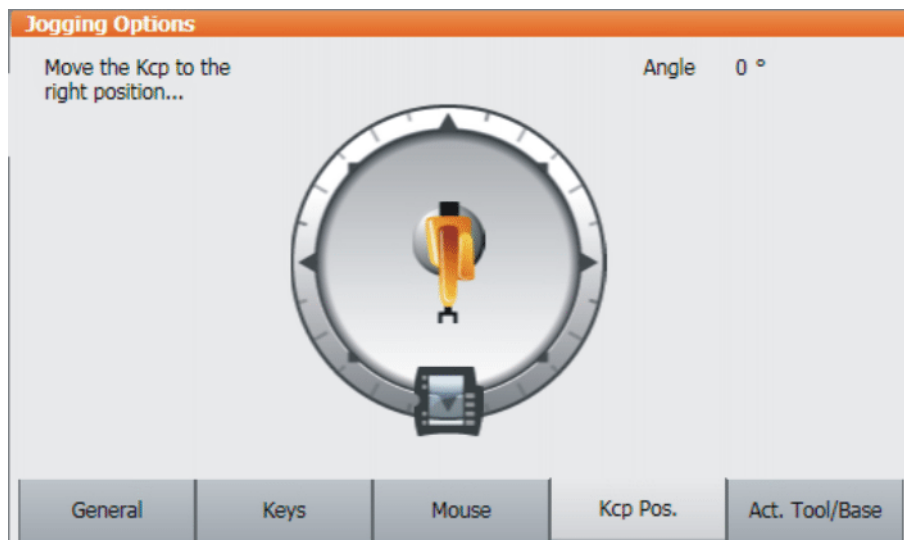 Jogging Options
Move the Kcp to the
right position...
Angle 0 °
General
Keys
Mouse
Kcp Pos.
Act. Tool/Base